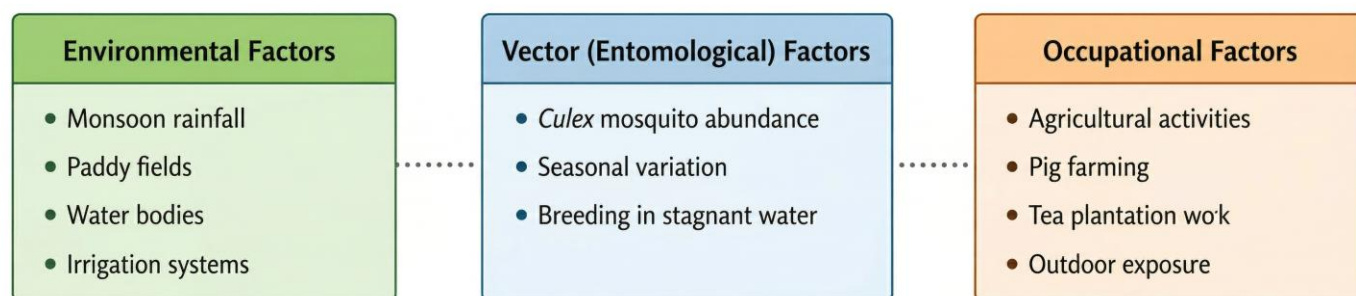 Environmental Factors
• Monsoon rainfall
• Paddy fields
• Water bodies
• Irrigation systems
Vector (Entomological) Factors
• Culex mosquito abundance
• Seasonal variation
• Breeding in stagnant water
Occupational Factors
• Agricultural activities
• Pig farming
• Tea plantation work
• Outdoor exposure